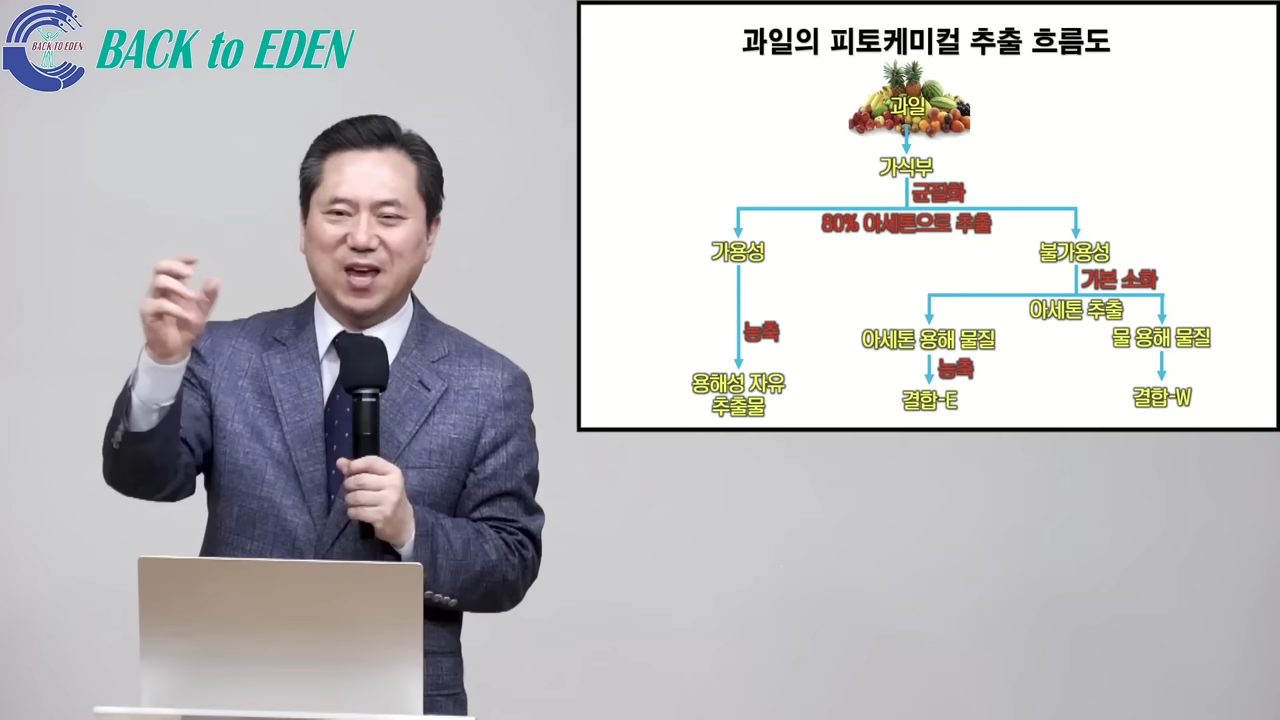 BACK TO EDEN
BACK to EDEN
과일의 피토케미컬 추출 흐름도
과일
가식부
균질화
80% 아세톤으로 추출
가용성
불가용성
기본 소화
아세톤 추출
아세톤 용해 물질
물 용해 물질
농축
농축
용해성 자유
추출물
결합-E
결합-W